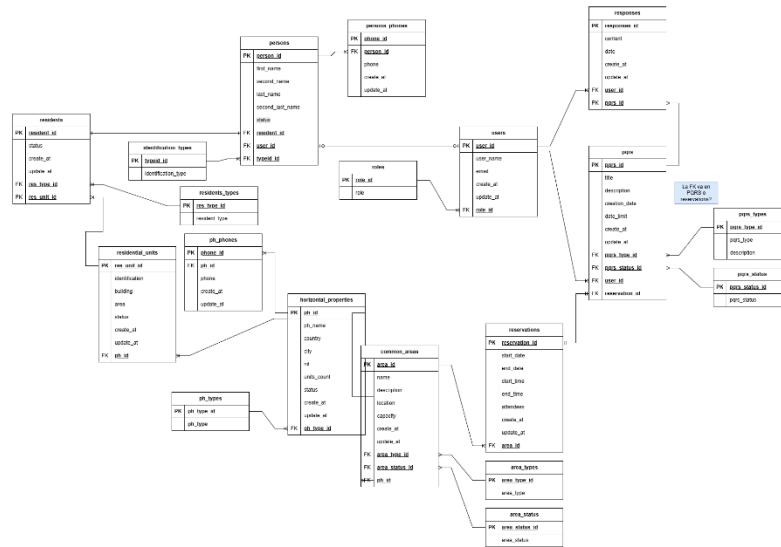 persons_phones
PK phone_id
FK person_id
phone
create_at
update_at
responses
PK responses_id
content
date
create_at
update_at
FK user_id
FK pqrs_id
persons
PK person_id
first_name
second_name
last_name
second_last_name
status
FK resident_id
FK user_id
FK typeid_id
residents
PK resident_id
status
create_at
update_at
FK res_type_id
FK res_unit_id
identification_types
PK typeid_id
identification_type
users
PK user_id
user_name
email
create_at
update_at
FK role_id
roles
PK role_id
role
pqrs
PK pqrs_id
title
description
creation_date
date_limit
create_at
update_at
FK pqrs_type_id
FK pqrs_status_id
FK user_id
FK reservation_id
La FK va en
PQRS o
reservations?
residents_types
PK res_type_id
resident_type
pqrs_types
PK pqrs_type_id
pqrs_type
description
pqrs_status
PK pqrs_status_id
pqrs_status
ph_phones
PK phone_id
FK ph_id
phone
create_at
update_at
residential_units
PK res_unit_id
identification
building
area
status
create_at
update_at
FK ph_id
horizontal_properties
PK ph_id
ph_name
country
city
nit
units_count
status
create_at
update_at
FK ph_type_id
reservations
PK reservation_id
start_date
end_date
start_time
end_time
attendees
create_at
update_at
FK area_id
common_areas
PK area_id
name
description
location
capacity
create_at
update_at
FK area_type_id
FK area_status_id
FK ph_id
ph_types
PK ph_type_id
ph_type
area_types
PK area_type_id
area_type
area_status
PK area_status_id
area_status